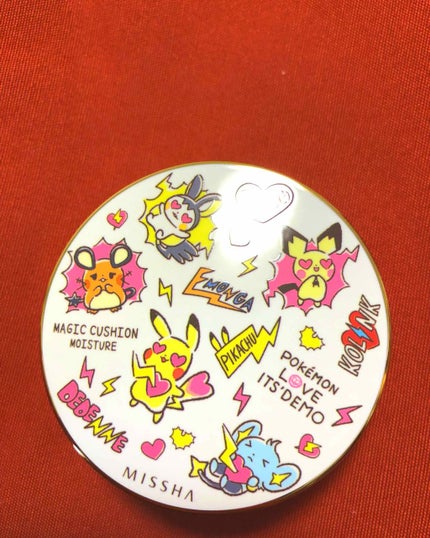 EMONGA
MAGIC CUSHION
MOISTURE
PIKACHU
KOLINK
POKÉMON
LOVE
ITS'DEMO
DEDENNE
MISSHA